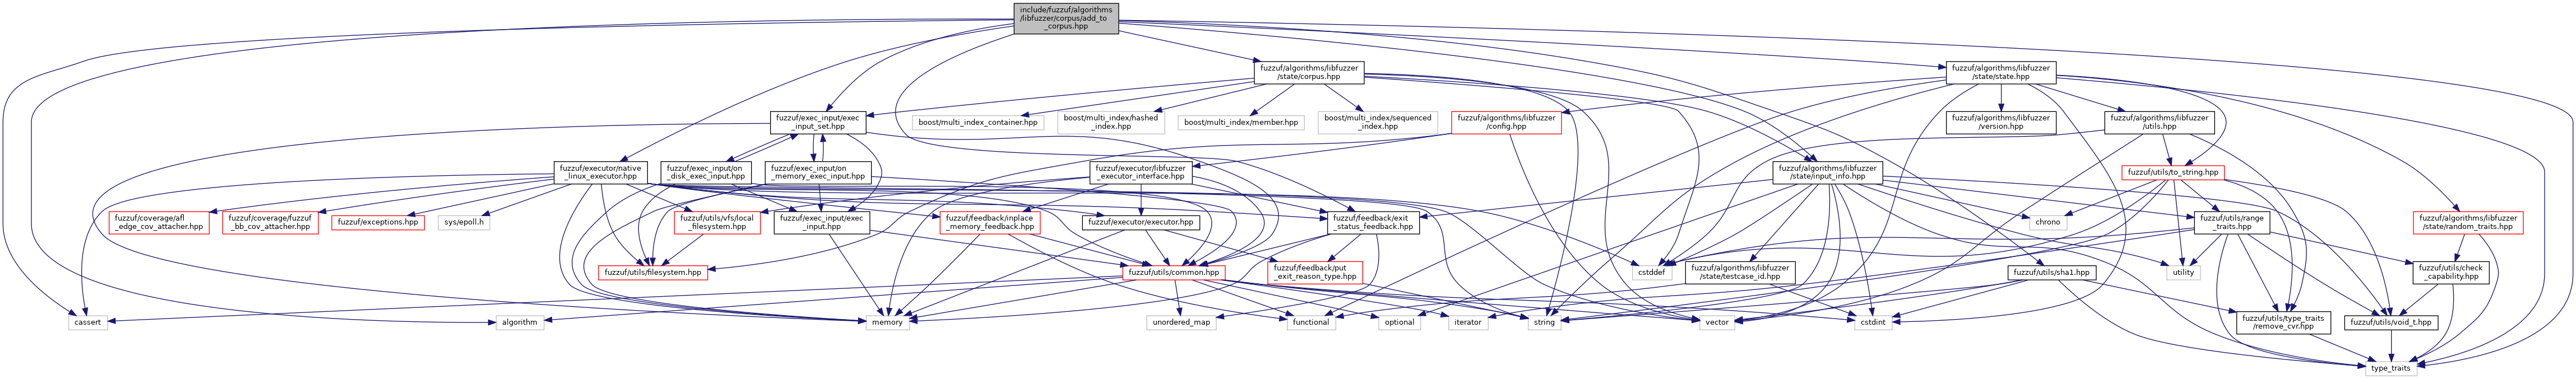 include/fuzzuf/algorithms
/libfuzzer/corpus/add_to
_corpus.hpp
fuzzuf/algorithms/libfuzzer
/state/corpus.hpp
fuzzuf/algorithms/libfuzzer
/state/state.hpp
fuzzuf/exec_input/exec
_input_set.hpp
boost/multi_index_container.hpp
boost/multi_index/hashed
_index.hpp
boost/multi_index/member.hpp
boost/multi_index/sequenced
_index.hpp
fuzzuf/algorithms/libfuzzer
/config.hpp
fuzzuf/algorithms/libfuzzer
/version.hpp
fuzzuf/algorithms/libfuzzer
/utils.hpp
fuzzuf/executor/native
_linux_executor.hpp
fuzzuf/exec_input/on
_disk_exec_input.hpp
fuzzuf/exec_input/on
_memory_exec_input.hpp
fuzzuf/executor/libfuzzer
_executor_interface.hpp
fuzzuf/algorithms/libfuzzer
/state/input_info.hpp
fuzzuf/utils/to_string.hpp
fuzzuf/coverage/afl
_edge_cov_attacher.hpp
fuzzuf/coverage/fuzzuf
_bb_cov_attacher.hpp
fuzzuf/exceptions.hpp
sys/epoll.h
fuzzuf/utils/vfs/local
_filesystem.hpp
fuzzuf/exec_input/exec
_input.hpp
fuzzuf/feedback/inplace
_memory_feedback.hpp
fuzzuf/executor/executor.hpp
fuzzuf/feedback/exit
_status_feedback.hpp
chrono
fuzzuf/utils/range
_traits.hpp
fuzzuf/algorithms/libfuzzer
/state/random_traits.hpp
fuzzuf/utils/filesystem.hpp
fuzzuf/utils/common.hpp
fuzzuf/feedback/put
_exit_reason_type.hpp
cstddef
fuzzuf/algorithms/libfuzzer
/state/testcase_id.hpp
fuzzuf/utils/sha1.hpp
utility
fuzzuf/utils/check
_capability.hpp
cassert
algorithm
memory
unordered_map
functional
optional
iterator
string
vector
cstdint
fuzzuf/utils/type_traits
/remove_cvr.hpp
fuzzuf/utils/void_t.hpp
type_traits